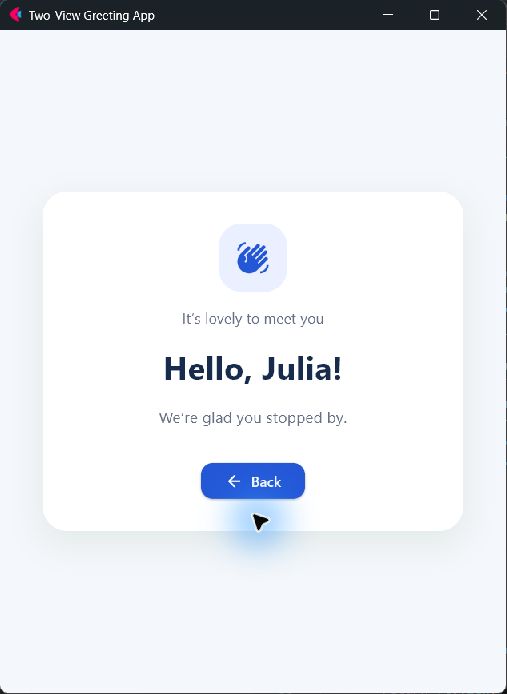 Two-View Greeting App
It's lovely to meet you
Hello, Julia!
We're glad you stopped by.
Back